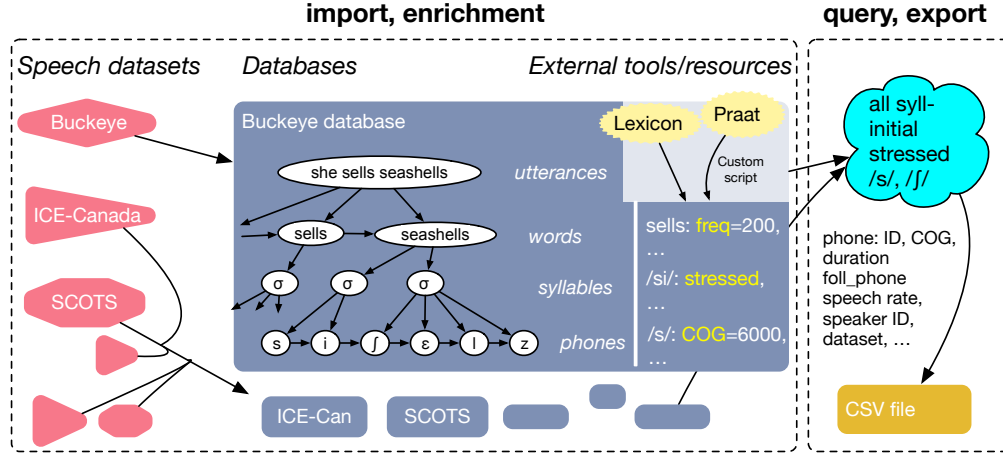 import, enrichment
query, export
Speech datasets
Databases
External tools/resources
Buckeye
ICE-Canada
SCOTS
Buckeye database
Lexicon
Praat
Custom
script
she sells seashells
utterances
sells
seashells
words
σ
σ
σ
syllables
s
i
ʃ
ɛ
l
z
phones
sells: freq=200,
...
/si/: stressed,
...
/s/: COG=6000,
...
ICE-Can
SCOTS
all syll-
initial
stressed
/s/, /ʃ/
phone: ID, COG,
duration
foll_phone
speech rate,
speaker ID,
dataset, ...
CSV file